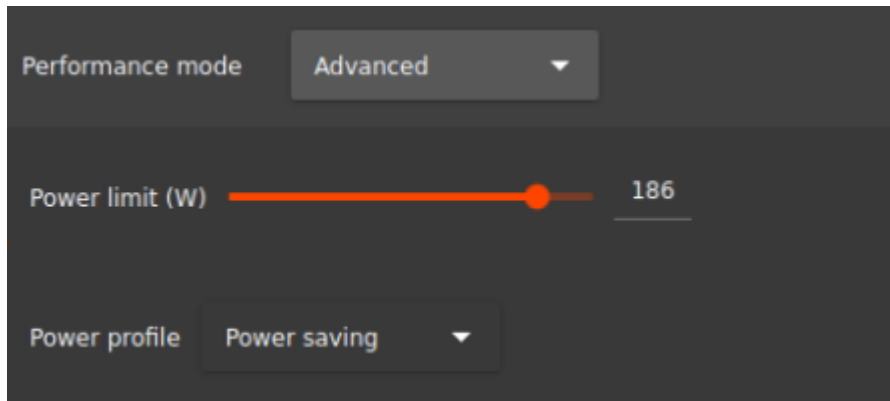 Performance mode Advanced
Power limit (W) 186
Power profile Power saving